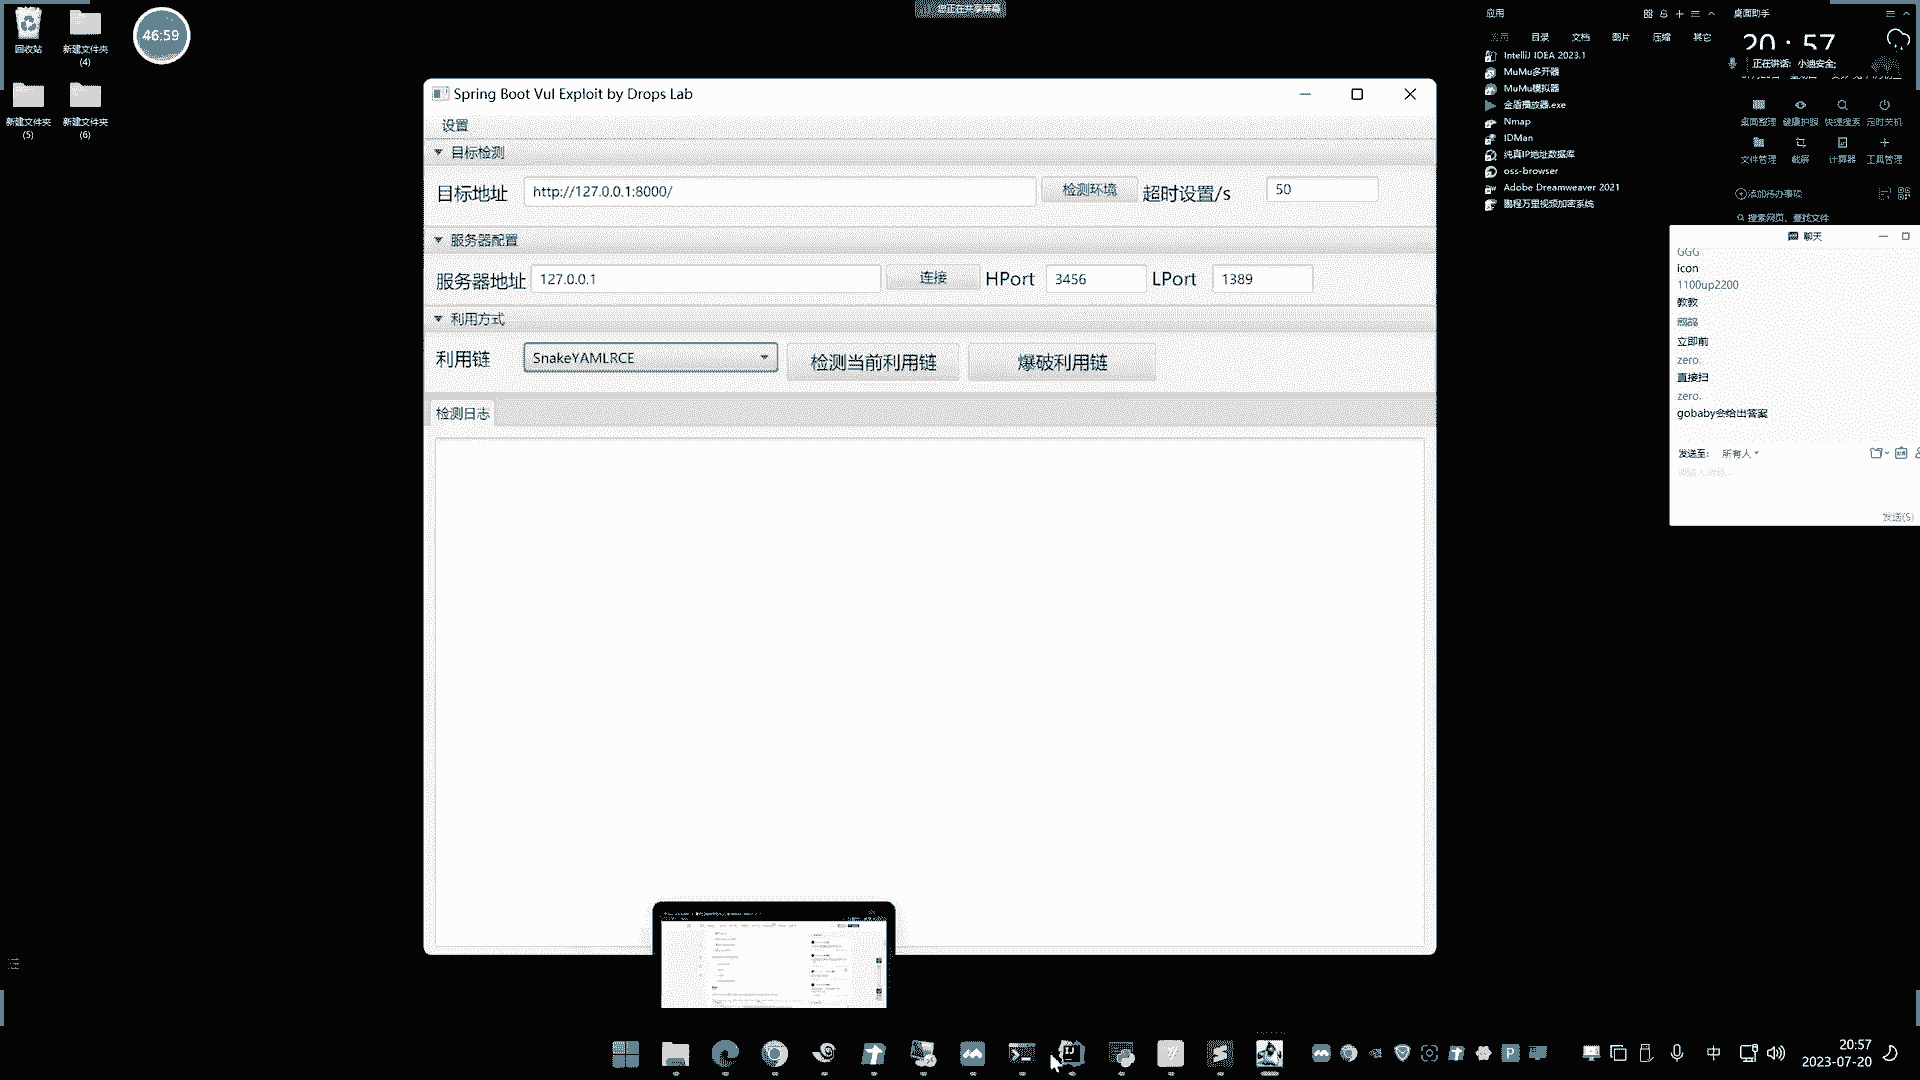 回收站
新建文件夹
(4)
46:59
新建文件夹
(5)
新建文件夹
(6)
您正在共享屏幕
Spring Boot Vul Exploit by Drops Lab
设置
目标检测
目标地址
http://127.0.0.1:8000/
检测环境
超时设置/s
50
服务器配置
服务器地址
127.0.0.1
连接
HPort
3456
LPort
1389
利用方式
利用链
SnakeYAMLRCE
检测当前利用链
爆破利用链
检测日志
应用
目录
文档
图片
压缩
其它
IntelliJ IDEA 2023.1
MuMu多开器
MuMu模拟器
金盾播放器.exe
Nmap
IDMan
纯真IP地址数据库
oss-browser
Adobe Dreamweaver 2021
鹏程万里视频加密系统
桌面助手
20:57
正在讲话: 小迪安全;
桌面整理
健康护眼
快捷搜索
定时关机
文件管理
截屏
计算器
工具管理
添加待办事项
搜索网页、查找文件
聊天
GGG
icon
1100up2200
教教
立即前
zero.
直接扫
zero.
gobaby会给出答案
发送至:
所有人
发送(S)
中
20:57
2023-07-20